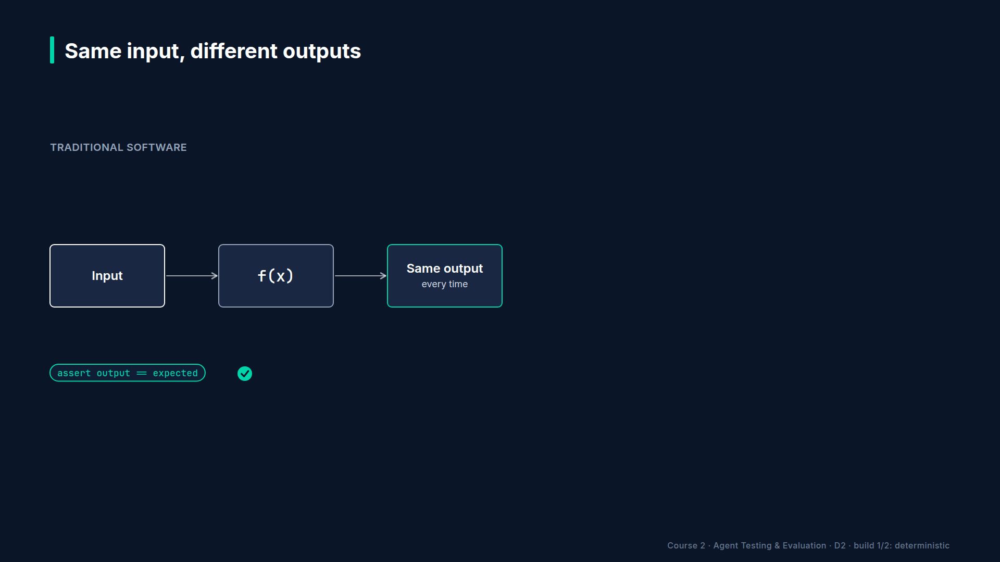 Same input, different outputs
TRADITIONAL SOFTWARE
Input
f(x)
Same output
every time
assert output == expected
Course 2 · Agent Testing & Evaluation · D2 · build 1/2: deterministic